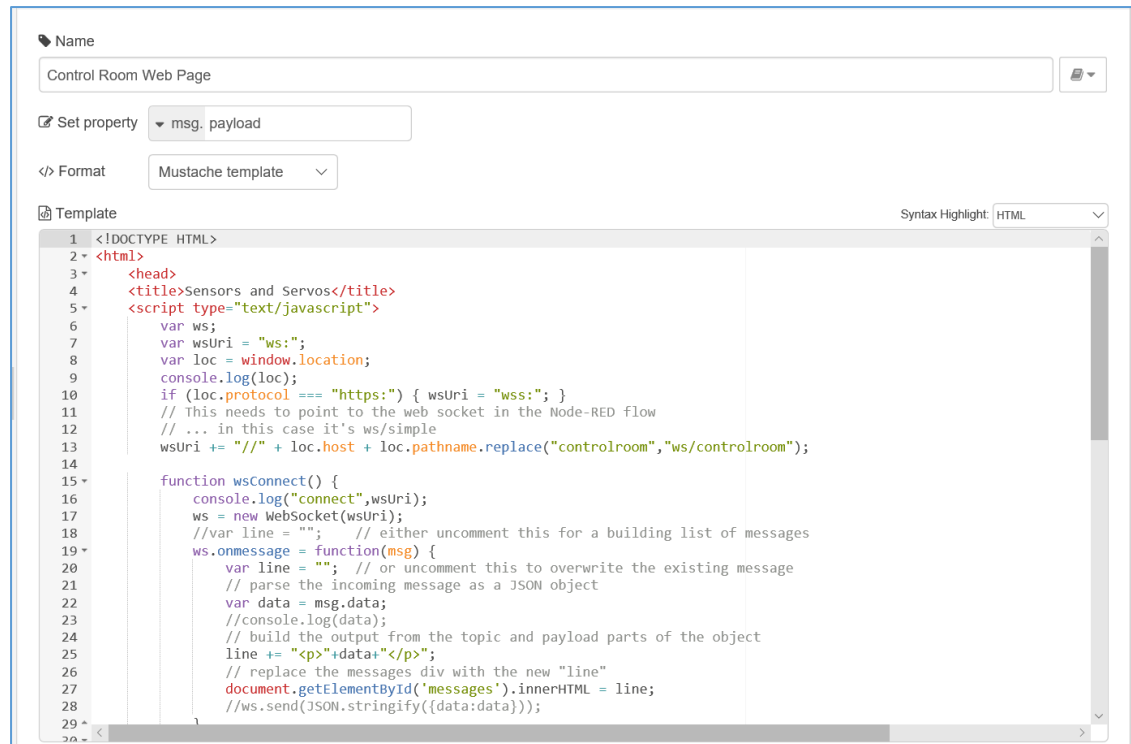 Name
Control Room Web Page
Set property msg. payload
</> Format Mustache template
Template Syntax Highlight: HTML
1 <!DOCTYPE HTML>
2 <html>
3 <head>
4 <title>Sensors and Servos</title>
5 <script type="text/javascript">
6 var ws;
7 var wsUri = "ws:";
8 var loc = window.location;
9 console.log(loc);
10 if (loc.protocol === "https:") { wsUri = "wss:"; }
11 // This needs to point to the web socket in the Node-RED flow
12 // ... in this case it's ws/simple
13 wsUri += "//" + loc.host + loc.pathname.replace("controlroom","ws/controlroom");
14
15 function wsConnect() {
16 console.log("connect",wsUri);
17 ws = new WebSocket(wsUri);
18 //var line = ""; // either uncomment this for a building list of messages
19 ws.onmessage = function(msg) {
20 var line = ""; // or uncomment this to overwrite the existing message
21 // parse the incoming message as a JSON object
22 var data = msg.data;
23 //console.log(data);
24 // build the output from the topic and payload parts of the object
25 line += "<p>"+data+"</p>";
26 // replace the messages div with the new "line"
27 document.getElementById('messages').innerHTML = line;
28 //ws.send(JSON.stringify({data:data}));
29 }
30